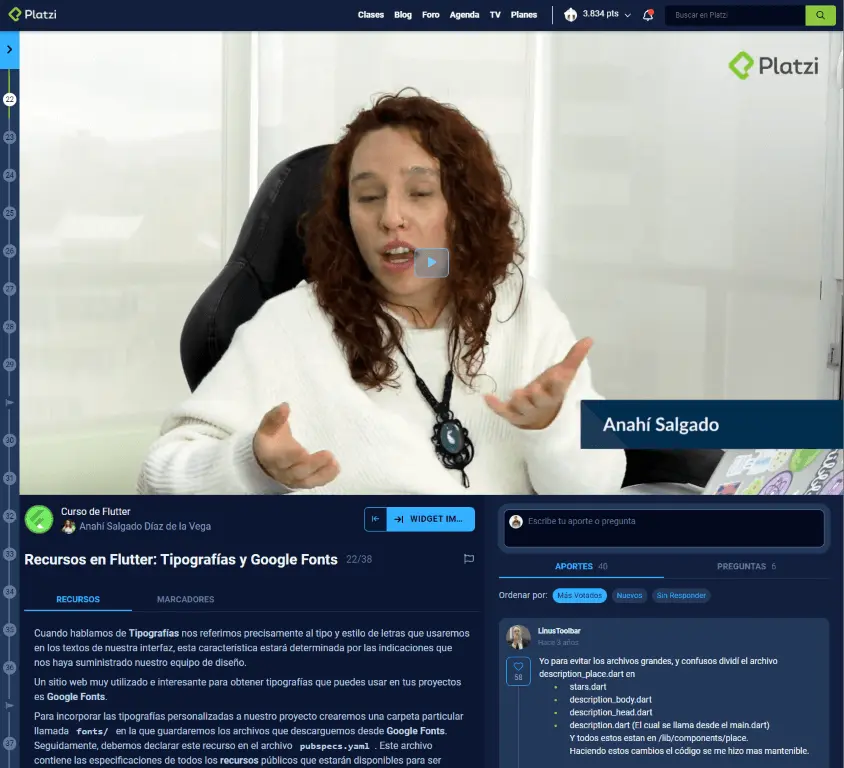 Platzi
Clases Blog Foro Agenda TV Planes
3.834 pts
Buscar en Platzi
Platzi
22
23
24
25
26
27
28
29
30
31
32
33
34
35
36
37
Anahí Salgado
Curso de Flutter
Anahí Salgado Díaz de la Vega
WIDGET IM...
Recursos en Flutter: Tipografías y Google Fonts 22/38
RECURSOS MARCADORES
Cuando hablamos de Tipografías nos referimos precisamente al tipo y estilo de letras que usaremos
en los textos de nuestra interfaz, esta característica estará determinada por las indicaciones que
nos haya suministrado nuestro equipo de diseño.
Un sitio web muy utilizado e interesante para obtener tipografías que puedes usar en tus proyectos
es Google Fonts.
Para incorporar las tipografías personalizadas a nuestro proyecto crearemos una carpeta particular
llamada fonts/ en la que guardaremos los archivos que descarguemos desde Google Fonts.
Seguidamente, debemos declarar este recurso en el archivo pubspecs.yaml . Este archivo
contiene las especificaciones de todos los recursos públicos que estarán disponibles para ser
Escribe tu aporte o pregunta
APORTES 40 PREGUNTAS 6
Ordenar por: Más Votados Nuevos Sin Responder
LinusToolbar
Hace 3 años
58
Yo para evitar los archivos grandes, y confusos dividí el archivo
description_place.dart en
• stars.dart
• description_body.dart
• description_head.dart
• description.dart (El cual se llama desde el main.dart)
Y todos estos estan en /lib/components/place.
Haciendo estos cambios el código se me hizo mas mantenible.